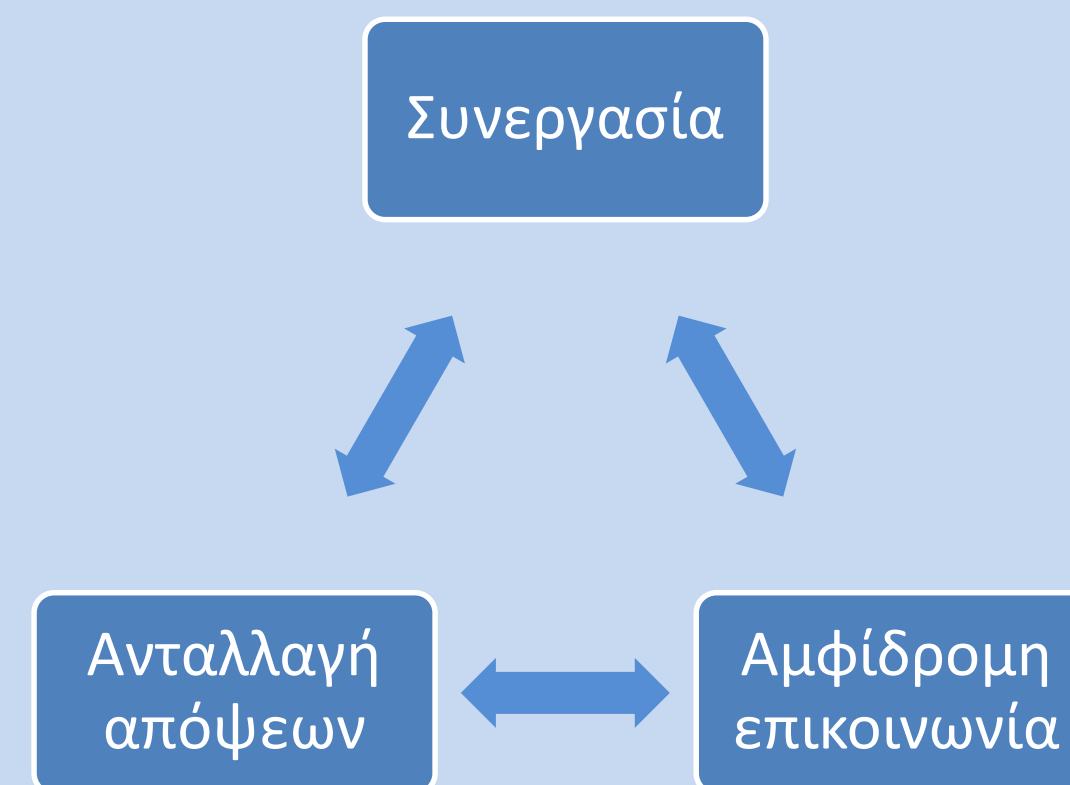 Συνεργασία
Ανταλλαγή
απόψεων
Αμφίδρομη
επικοινωνία